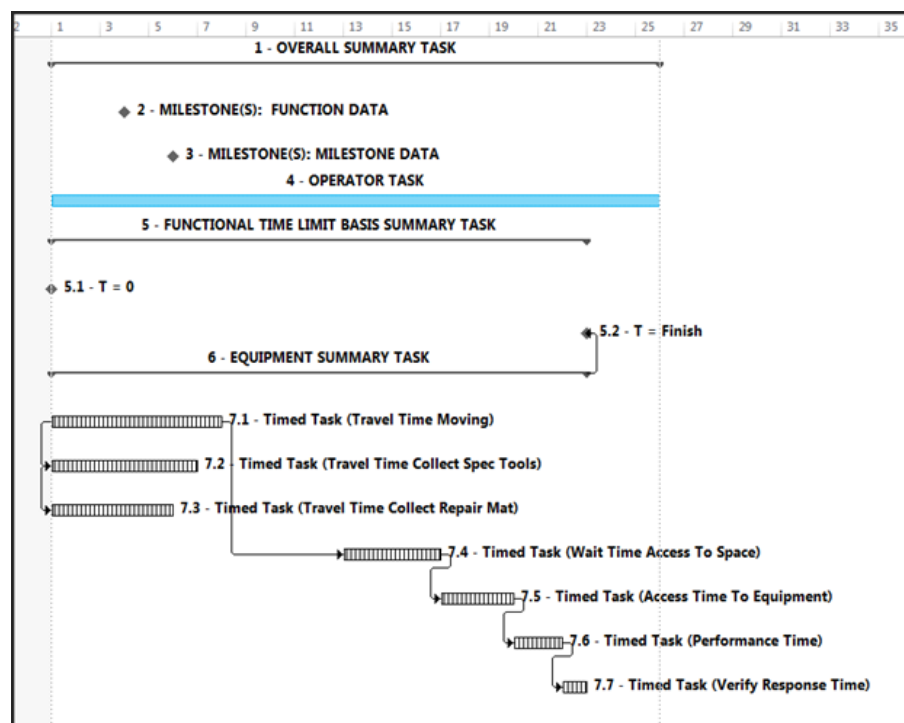 2 1 3 5 7 9 11 13 15 17 19 21 23 25 27 29 31 33 35
1 - OVERALL SUMMARY TASK
2 - MILESTONE(S): FUNCTION DATA
3 - MILESTONE(S): MILESTONE DATA
4 - OPERATOR TASK
5 - FUNCTIONAL TIME LIMIT BASIS SUMMARY TASK
5.1 - T = 0
5.2 - T = Finish
6 - EQUIPMENT SUMMARY TASK
7.1 - Timed Task (Travel Time Moving)
7.2 - Timed Task (Travel Time Collect Spec Tools)
7.3 - Timed Task (Travel Time Collect Repair Mat)
7.4 - Timed Task (Wait Time Access To Space)
7.5 - Timed Task (Access Time To Equipment)
7.6 - Timed Task (Performance Time)
7.7 - Timed Task (Verify Response Time)